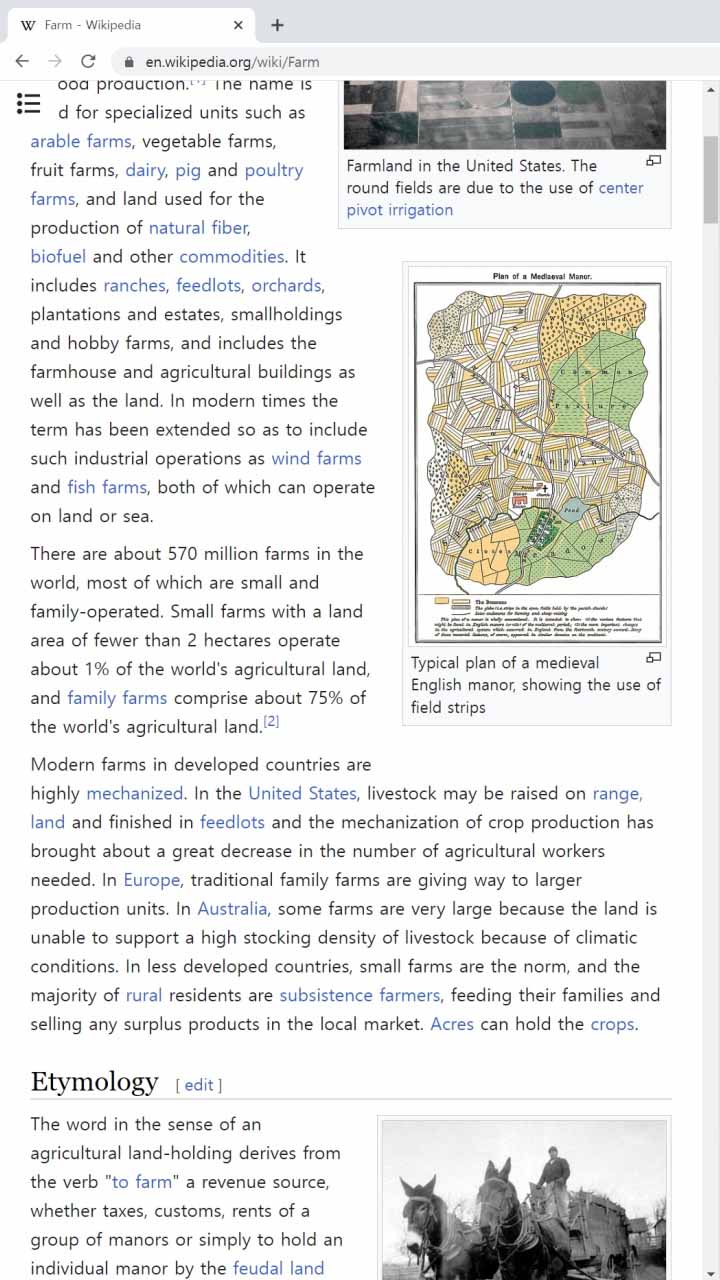 Farm - Wikipedia
en.wikipedia.org/wiki/Farm
ood production.[1] The name is
d for specialized units such as
arable farms, vegetable farms,
fruit farms, dairy, pig and poultry
farms, and land used for the
production of natural fiber,
biofuel and other commodities. It
includes ranches, feedlots, orchards,
plantations and estates, smallholdings
and hobby farms, and includes the
farmhouse and agricultural buildings as
well as the land. In modern times the
term has been extended so as to include
such industrial operations as wind farms
and fish farms, both of which can operate
on land or sea.
Farmland in the United States. The
round fields are due to the use of center
pivot irrigation
Plan of a Mediaeval Manor.
Common
Pasture
Pond
Close
Meadow
The Demesne
Typical plan of a medieval
English manor, showing the use of
field strips
There are about 570 million farms in the
world, most of which are small and
family-operated. Small farms with a land
area of fewer than 2 hectares operate
about 1% of the world's agricultural land,
and family farms comprise about 75% of
the world's agricultural land.[2]
Modern farms in developed countries are
highly mechanized. In the United States, livestock may be raised on range,
land and finished in feedlots and the mechanization of crop production has
brought about a great decrease in the number of agricultural workers
needed. In Europe, traditional family farms are giving way to larger
production units. In Australia, some farms are very large because the land is
unable to support a high stocking density of livestock because of climatic
conditions. In less developed countries, small farms are the norm, and the
majority of rural residents are subsistence farmers, feeding their families and
selling any surplus products in the local market. Acres can hold the crops.
Etymology [ edit ]
The word in the sense of an
agricultural land-holding derives from
the verb "to farm" a revenue source,
whether taxes, customs, rents of a
group of manors or simply to hold an
individual manor by the feudal land